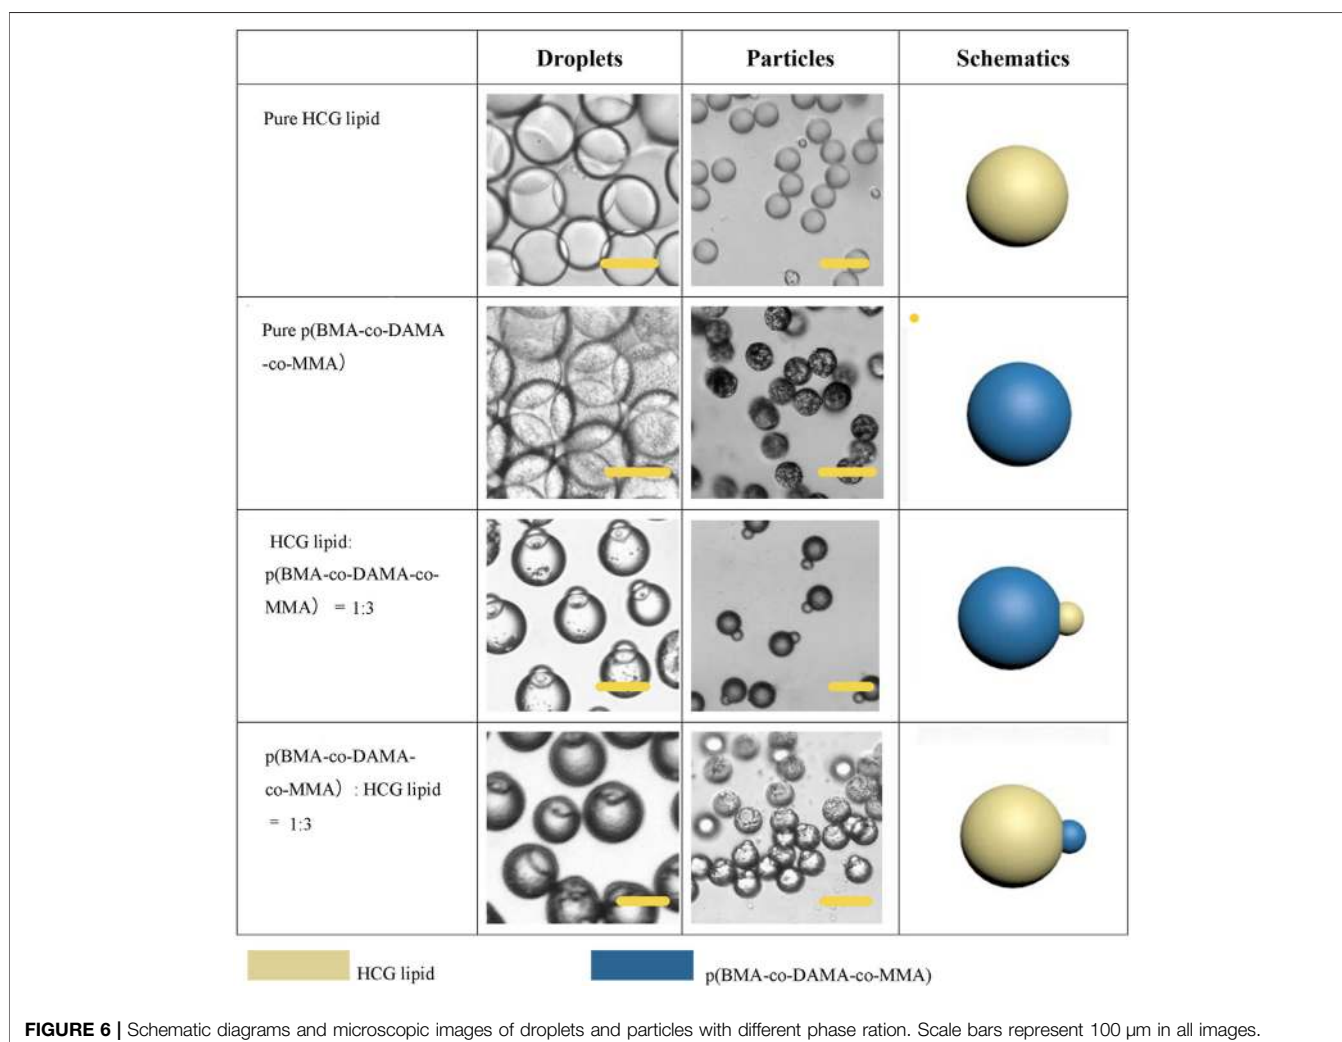 Droplets Particles Schematics
Pure HCG lipid
Pure p(BMA-co-DAMA
-co-MMA)
HCG lipid:
p(BMA-co-DAMA-co-
MMA) = 1:3
p(BMA-co-DAMA-
co-MMA) : HCG lipid
= 1:3
HCG lipid
p(BMA-co-DAMA-co-MMA)
FIGURE 6 | Schematic diagrams and microscopic images of droplets and particles with different phase ration. Scale bars represent 100 μm in all images.